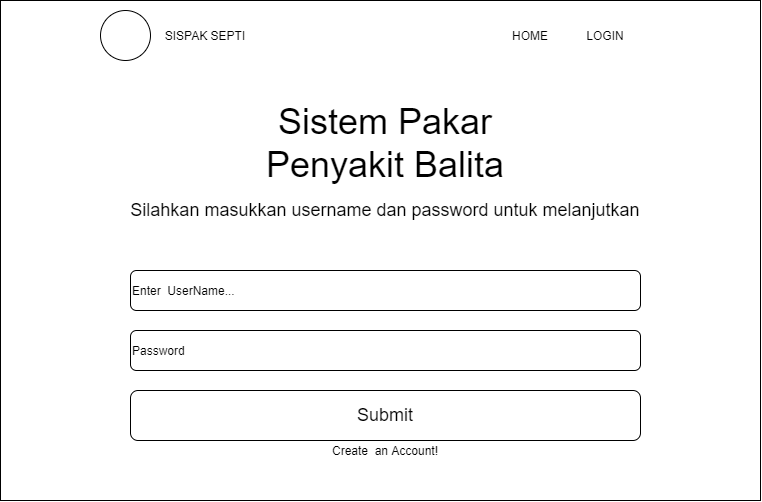 SISPAK SEPTI HOME LOGIN
Sistem Pakar
Penyakit Balita
Silahkan masukkan username dan password untuk melanjutkan
Enter UserName...
Password
Submit
Create an Account!